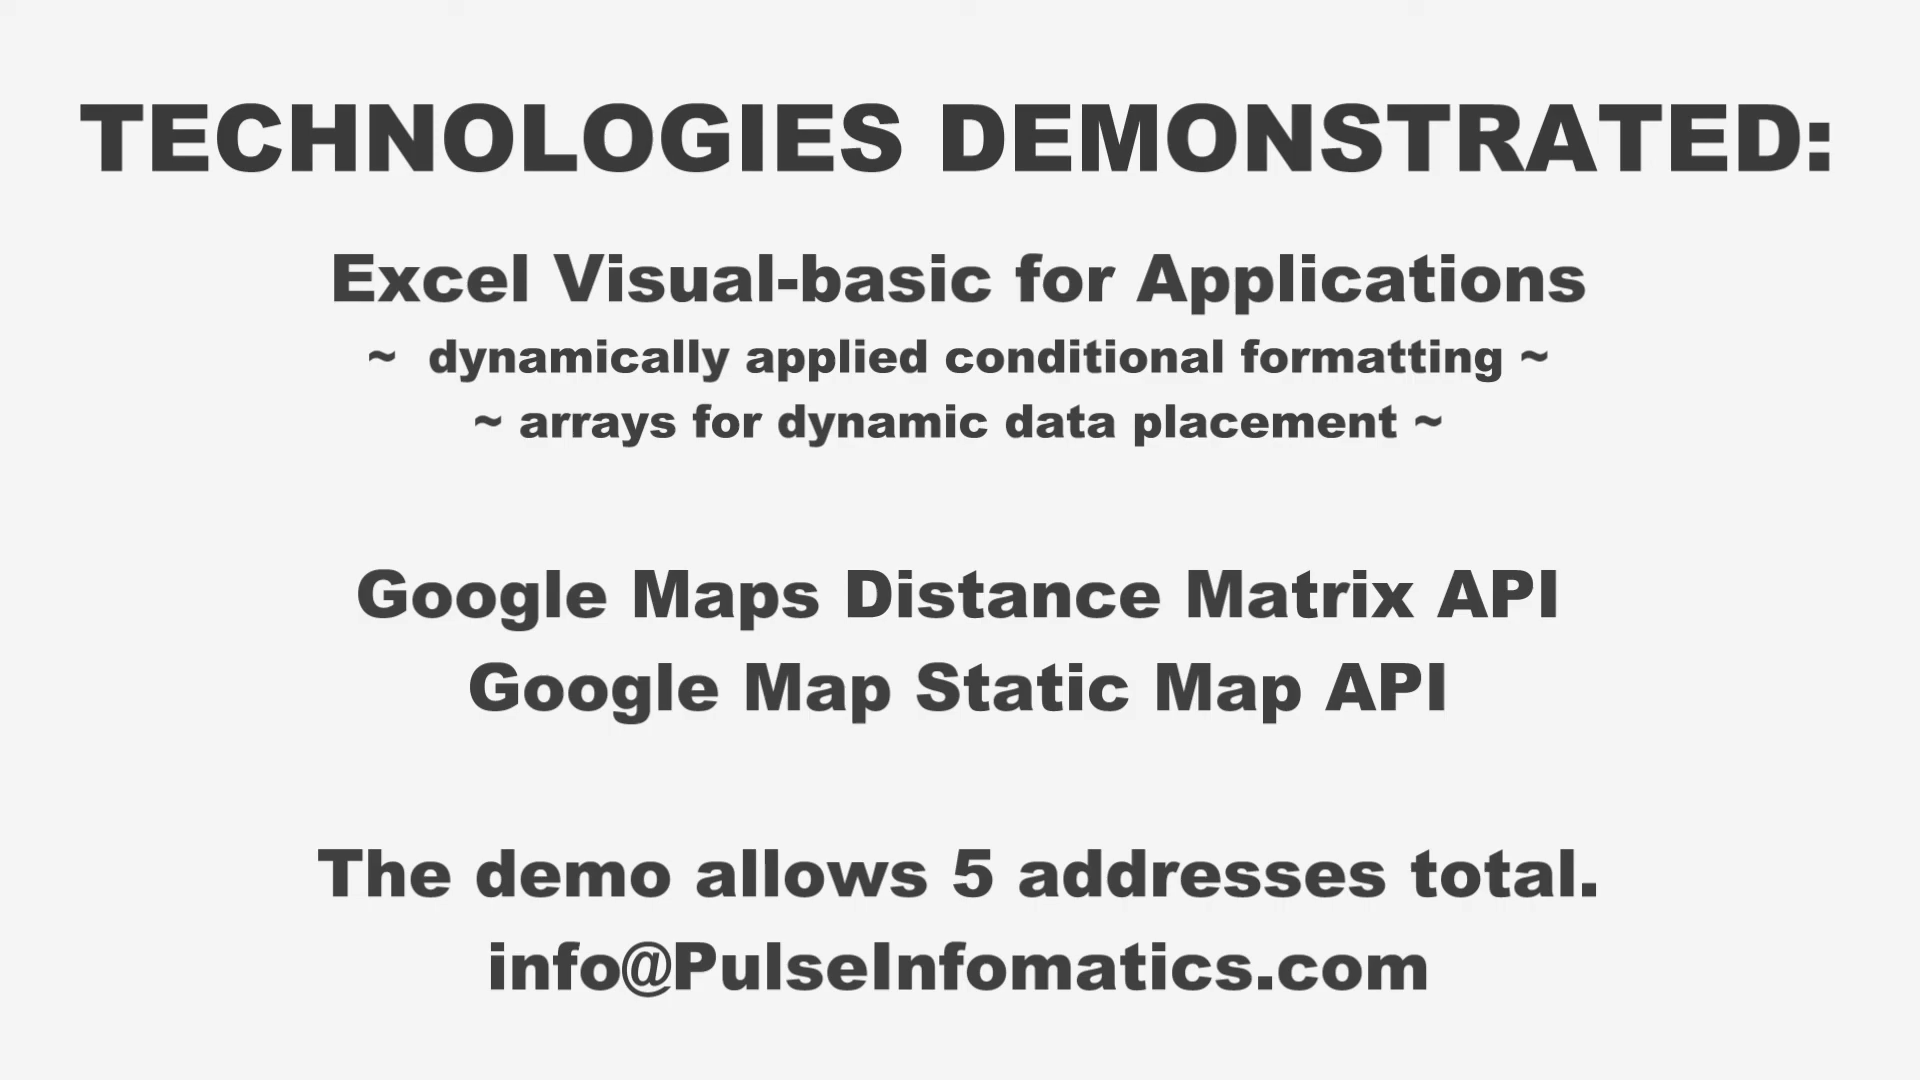 TECHNOLOGIES DEMONSTRATED:
Excel Visual-basic for Applications
~ dynamically applied conditional formatting ~
~ arrays for dynamic data placement ~
Google Maps Distance Matrix API
Google Map Static Map API
The demo allows 5 addresses total.
info@PulseInfomatics.com